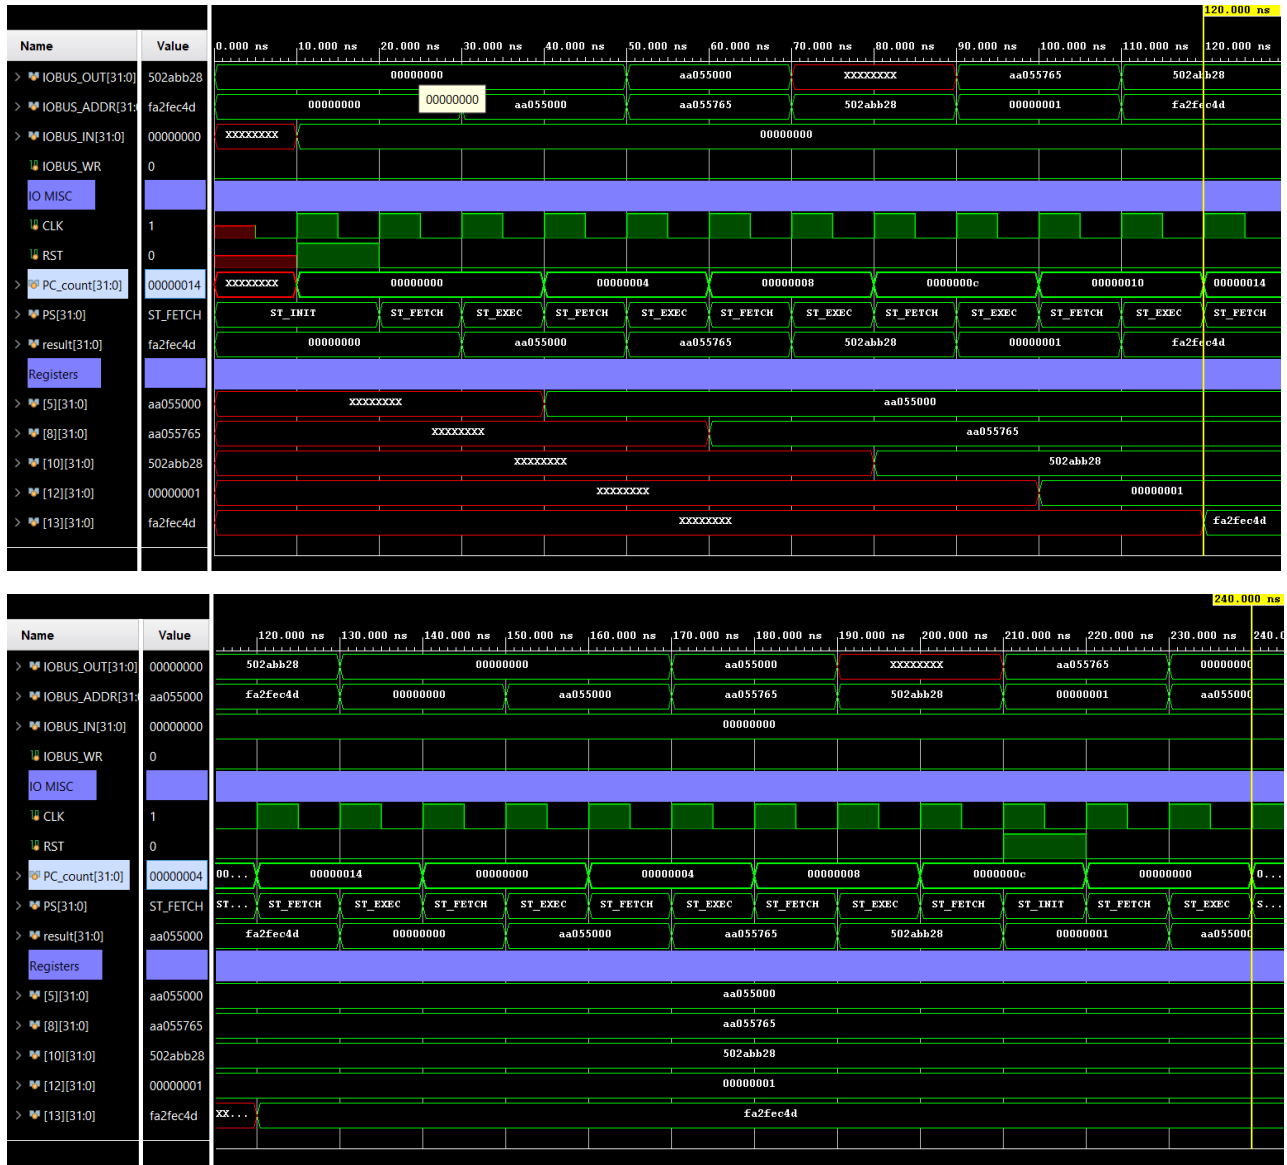 120.000 ns
Name Value 0.000 ns 10.000 ns 20.000 ns 30.000 ns 40.000 ns 50.000 ns 60.000 ns 70.000 ns 80.000 ns 90.000 ns 100.000 ns 110.000 ns 120.000 ns
IOBUS_OUT[31:0] 502abb28 00000000 aa055000 XXXXXXXX aa055765 502abb28
IOBUS_ADDR[31: fa2fec4d 00000000 00000000 aa055000 aa055765 502abb28 00000001 fa2fec4d
IOBUS_IN[31:0] 00000000 XXXXXXXX 00000000
IOBUS_WR 0
IO MISC
CLK 1
RST 0
PC_count[31:0] 00000014 XXXXXXXX 00000000 00000004 00000008 0000000c 00000010 00000014
PS[31:0] ST_FETCH ST_INIT ST_FETCH ST_EXEC ST_FETCH ST_EXEC ST_FETCH ST_EXEC ST_FETCH ST_EXEC ST_FETCH ST_EXEC ST_FETCH
result[31:0] fa2fec4d 00000000 aa055000 aa055765 502abb28 00000001 fa2fec4d
Registers
[5][31:0] aa055000 XXXXXXXX aa055000
[8][31:0] aa055765 XXXXXXXX aa055765
[10][31:0] 502abb28 XXXXXXXX 502abb28
[12][31:0] 00000001 XXXXXXXX 00000001
[13][31:0] fa2fec4d XXXXXXXX fa2fec4d
240.000 ns
Name Value 120.000 ns 130.000 ns 140.000 ns 150.000 ns 160.000 ns 170.000 ns 180.000 ns 190.000 ns 200.000 ns 210.000 ns 220.000 ns 230.000 ns 240.0
IOBUS_OUT[31:0] 00000000 502abb28 00000000 aa055000 XXXXXXXX aa055765 00000000
IOBUS_ADDR[31: aa055000 fa2fec4d 00000000 aa055000 aa055765 502abb28 00000001 aa055000
IOBUS_IN[31:0] 00000000 00000000
IOBUS_WR 0
IO MISC
CLK 1
RST 0
PC_count[31:0] 00000004 00... 00000014 00000000 00000004 00000008 0000000c 00000000 0...
PS[31:0] ST_FETCH ST... ST_FETCH ST_EXEC ST_FETCH ST_EXEC ST_FETCH ST_EXEC ST_FETCH ST_EXEC ST_FETCH ST_INIT ST_FETCH ST_EXEC S...
result[31:0] aa055000 fa2fec4d 00000000 aa055000 aa055765 502abb28 00000001 aa055000
Registers
[5][31:0] aa055000 aa055000
[8][31:0] aa055765 aa055765
[10][31:0] 502abb28 502abb28
[12][31:0] 00000001 00000001
[13][31:0] fa2fec4d XX... fa2fec4d